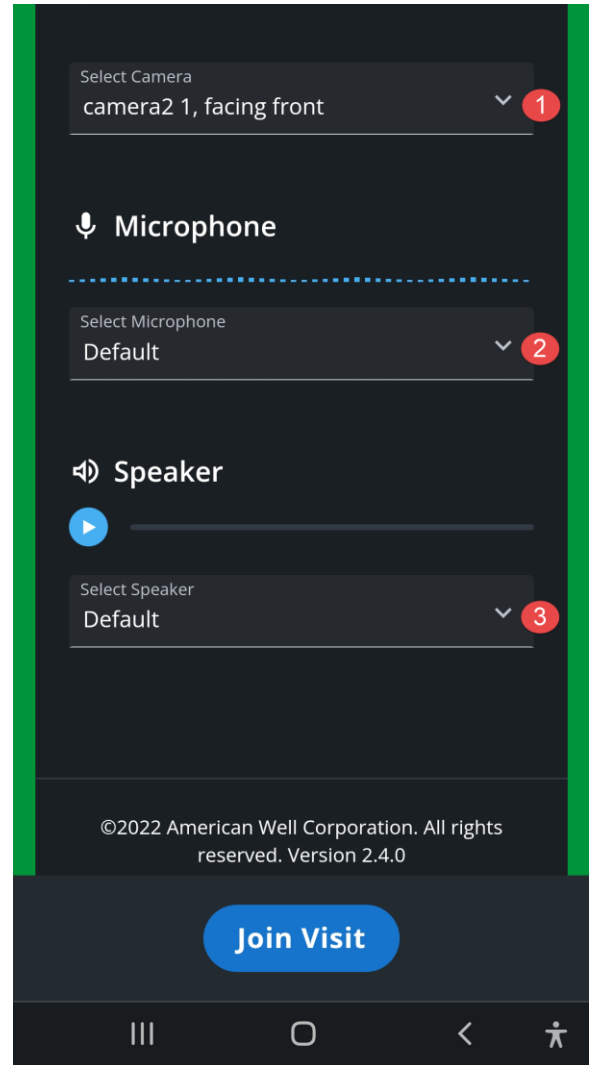 Select Camera
camera2 1, facing front
1
Microphone
Select Microphone
Default
2
Speaker
Select Speaker
Default
3
©2022 American Well Corporation. All rights
reserved. Version 2.4.0
Join Visit